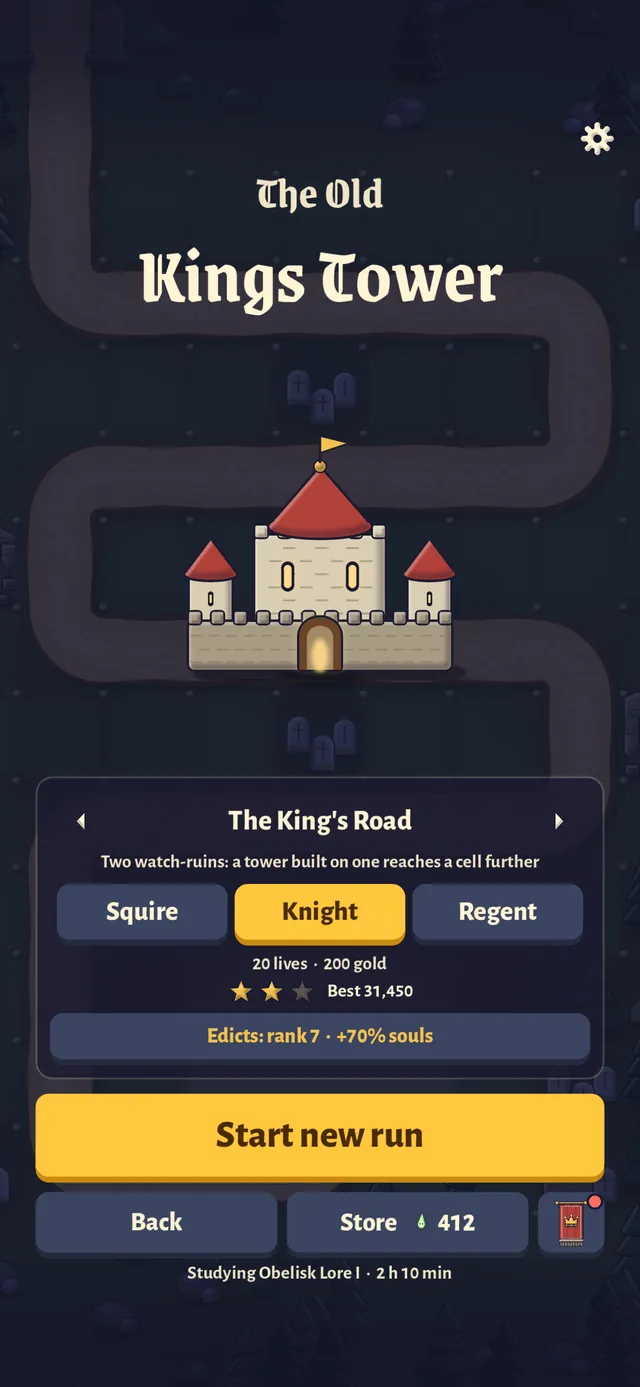 The Old
Kings Tower
The King's Road
Two watch-ruins: a tower built on one reaches a cell further
Squire
Knight
Regent
20 lives · 200 gold
Best 31,450
Edicts: rank 7 · +70% souls
Start new run
Back
Store 412
Studying Obelisk Lore I · 2 h 10 min